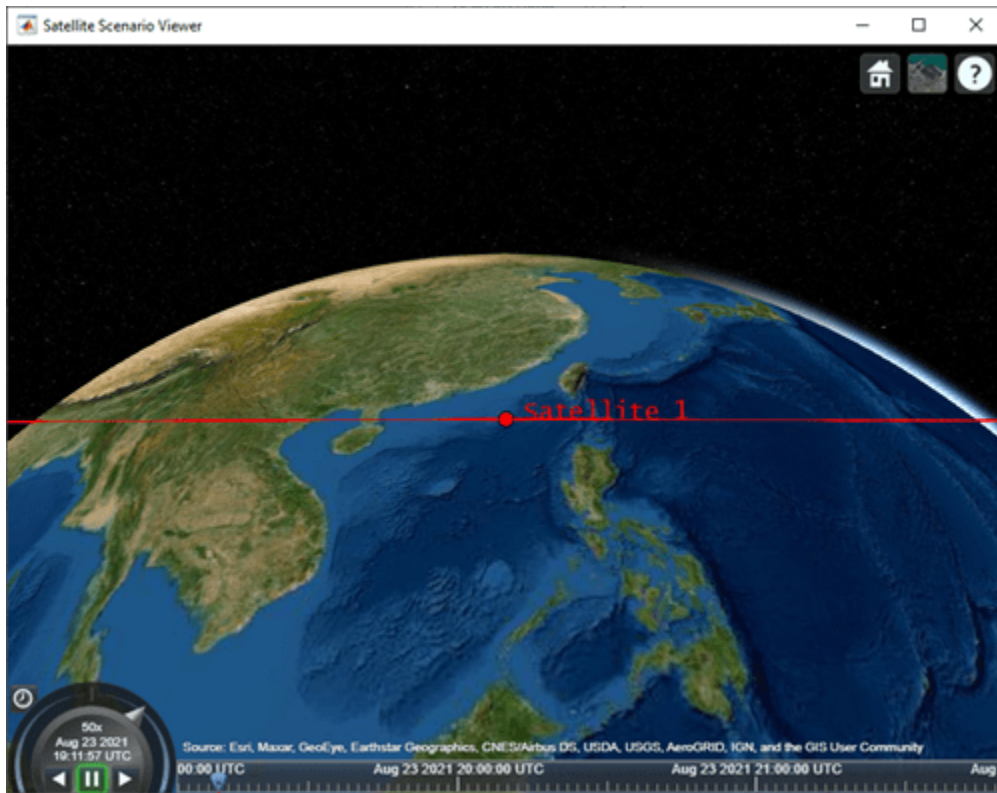 Satellite Scenario Viewer
?
Satellite 1
50x
Aug 23 2021
19:11:57 UTC
Source: Esri, Maxar, GeoEye, Earthstar Geographics, CNES/Airbus DS, USDA, USGS, AeroGRID, IGN, and the GIS User Community
00:00 UTC Aug 23 2021 20:00:00 UTC Aug 23 2021 21:00:00 UTC Aug